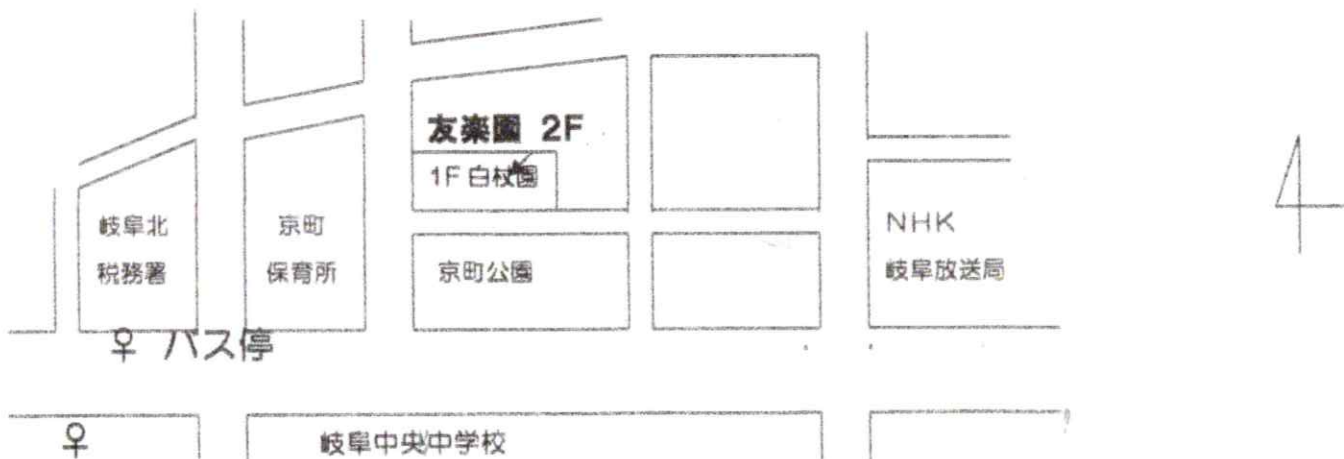 友楽園 2F
1F 白杖園
岐阜北
税務署
京町
保育所
京町公園
NHK
岐阜放送局
バス停
岐阜中央中学校